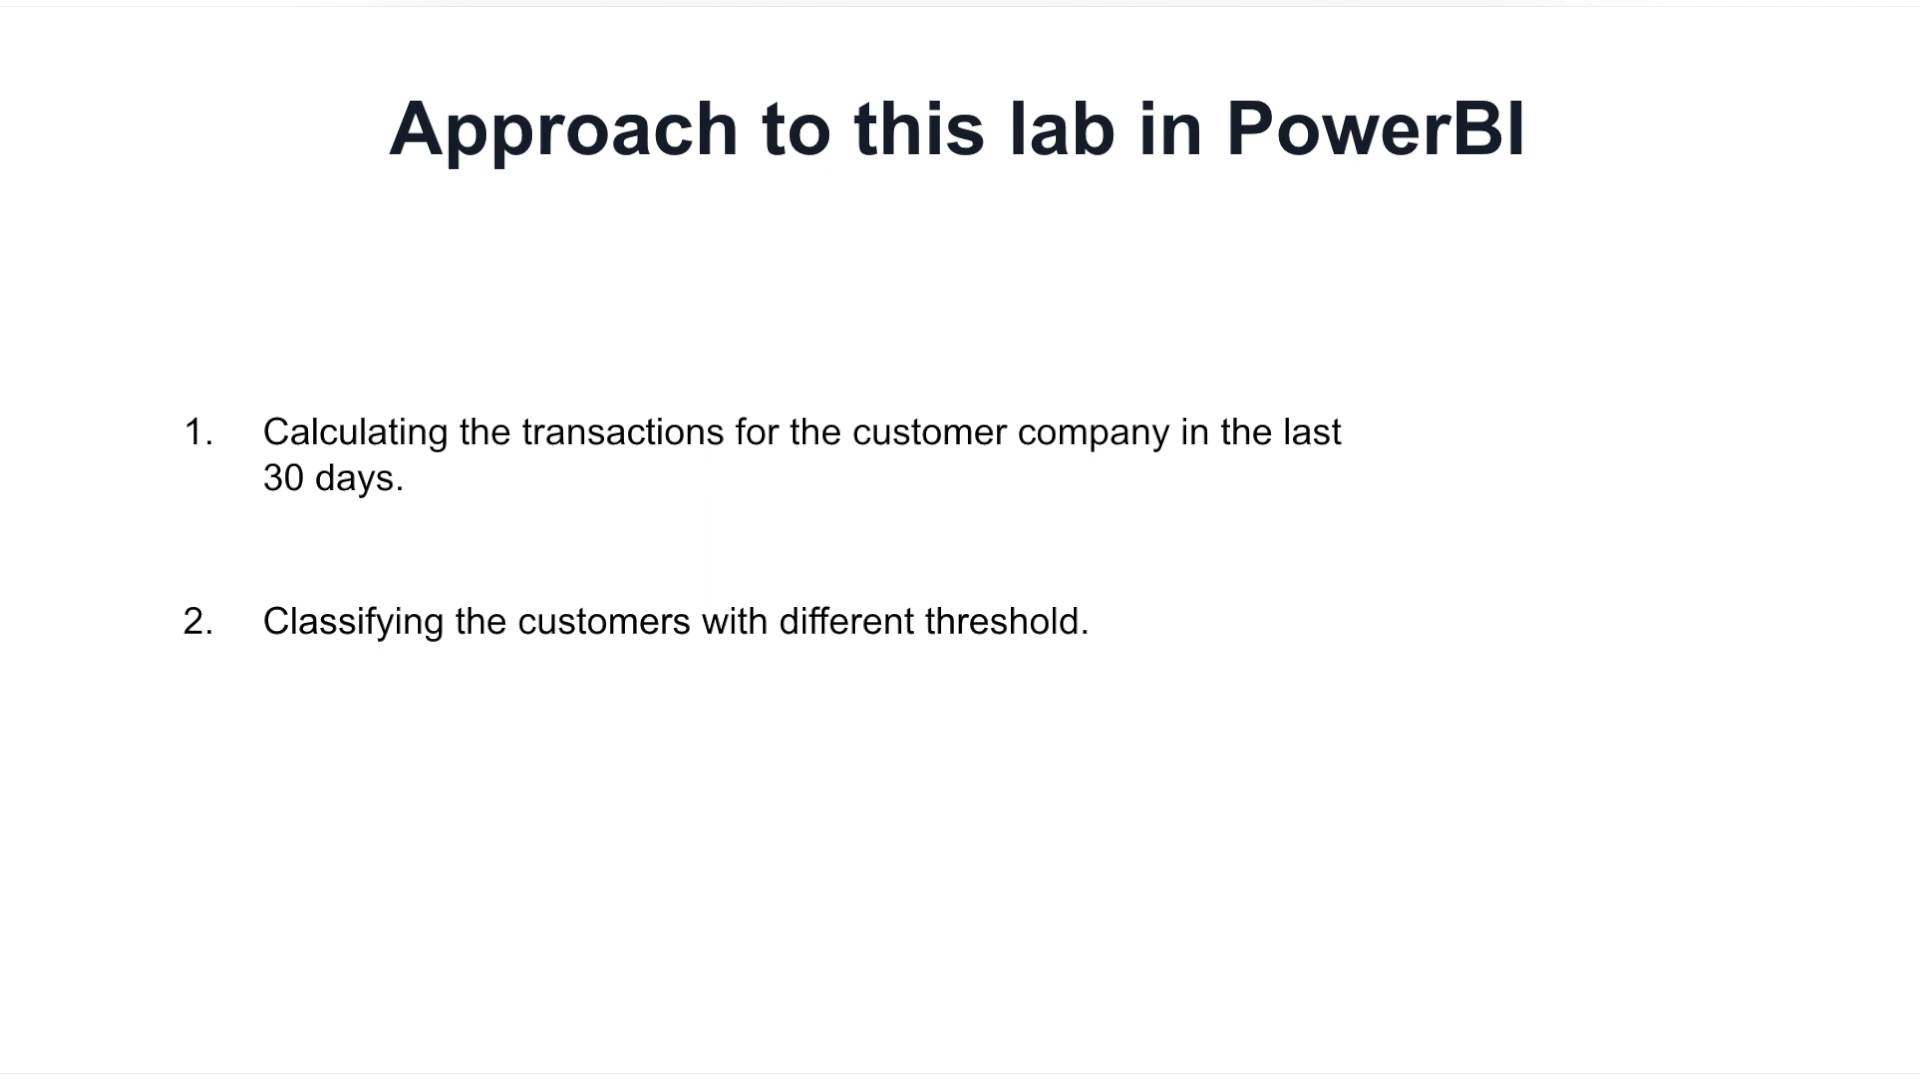 Approach to this lab in PowerBI
1. Calculating the transactions for the customer company in the last
30 days.
2. Classifying the customers with different threshold.